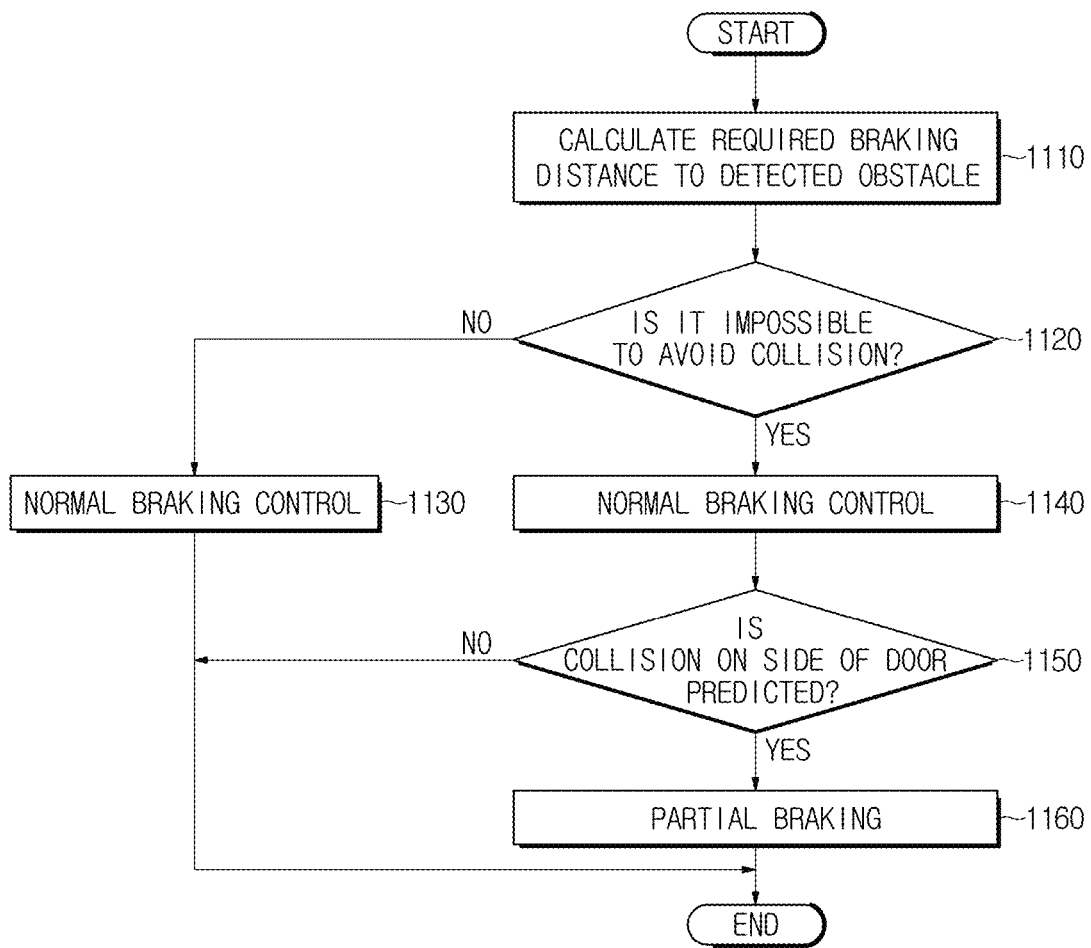 START
CALCULATE REQUIRED BRAKING
DISTANCE TO DETECTED OBSTACLE
1110
IS IT IMPOSSIBLE
TO AVOID COLLISION?
1120
NO
YES
NORMAL BRAKING CONTROL
1130
NORMAL BRAKING CONTROL
1140
IS
COLLISION ON SIDE OF DOOR
PREDICTED?
1150
NO
YES
PARTIAL BRAKING
1160
END